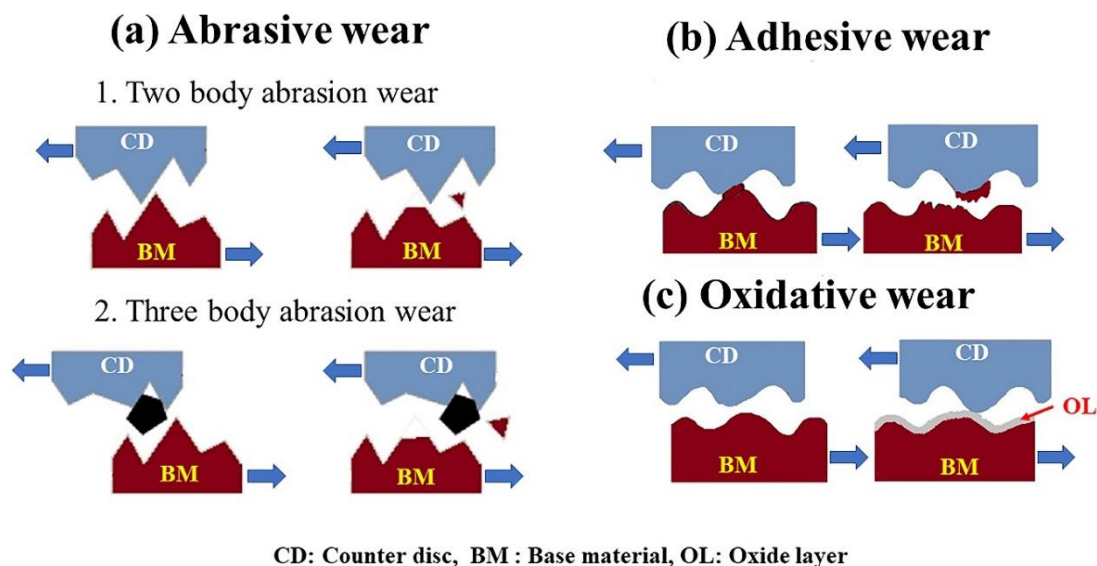 (a) Abrasive wear
1. Two body abrasion wear
CD
CD
BM
BM
2. Three body abrasion wear
CD
CD
BM
BM
(b) Adhesive wear
CD
CD
BM
BM
(c) Oxidative wear
CD
CD
OL
BM
BM
CD: Counter disc, BM : Base material, OL: Oxide layer